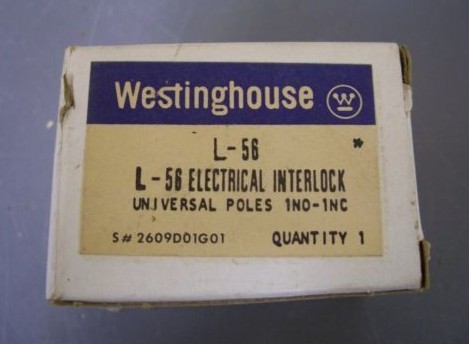 Westinghouse W
L-56 *
L-56 ELECTRICAL INTERLOCK
UNIVERSAL POLES 1NO-1NC
S# 2609D01G01 QUANTITY 1